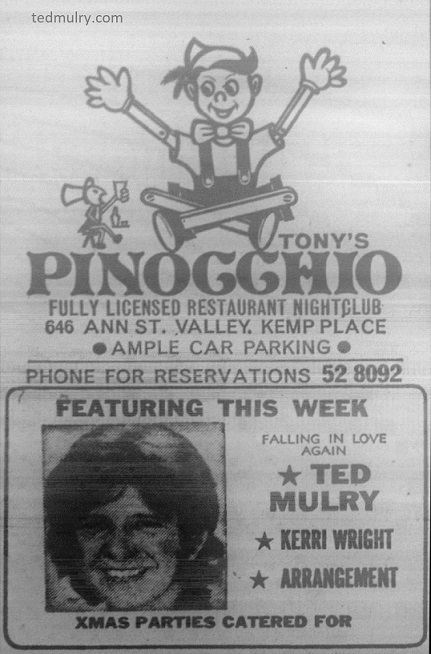 tedmulry.com
TONY'S
PINOCCHIO
FULLY LICENSED RESTAURANT NIGHTCLUB
646 ANN ST. VALLEY. KEMP PLACE
● AMPLE CAR PARKING ●
PHONE FOR RESERVATIONS 52 8092
FEATURING THIS WEEK
FALLING IN LOVE
AGAIN
★ TED
MULRY
★ KERRI WRIGHT
★ ARRANGEMENT
XMAS PARTIES CATERED FOR